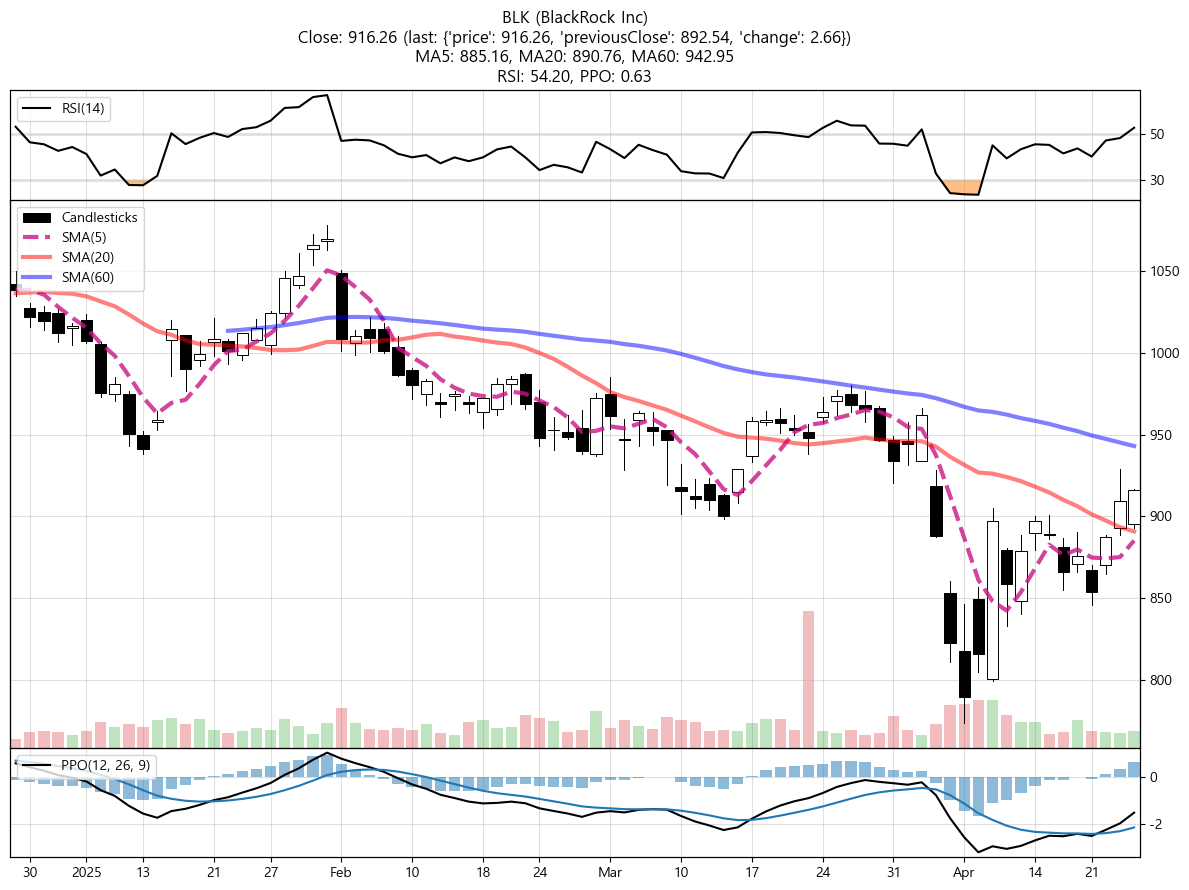 BLK (BlackRock Inc)
Close: 916.26 (last: {'price': 916.26, 'previousClose': 892.54, 'change': 2.66})
MA5: 885.16, MA20: 890.76, MA60: 942.95
RSI: 54.20, PPO: 0.63
RSI(14)
50
30
Candlesticks
SMA(5)
SMA(20)
SMA(60)
1050
1000
950
900
850
800
PPO(12, 26, 9)
0
-2
30 2025 13 21 27 Feb 10 18 24 Mar 10 17 24 31 Apr 14 21